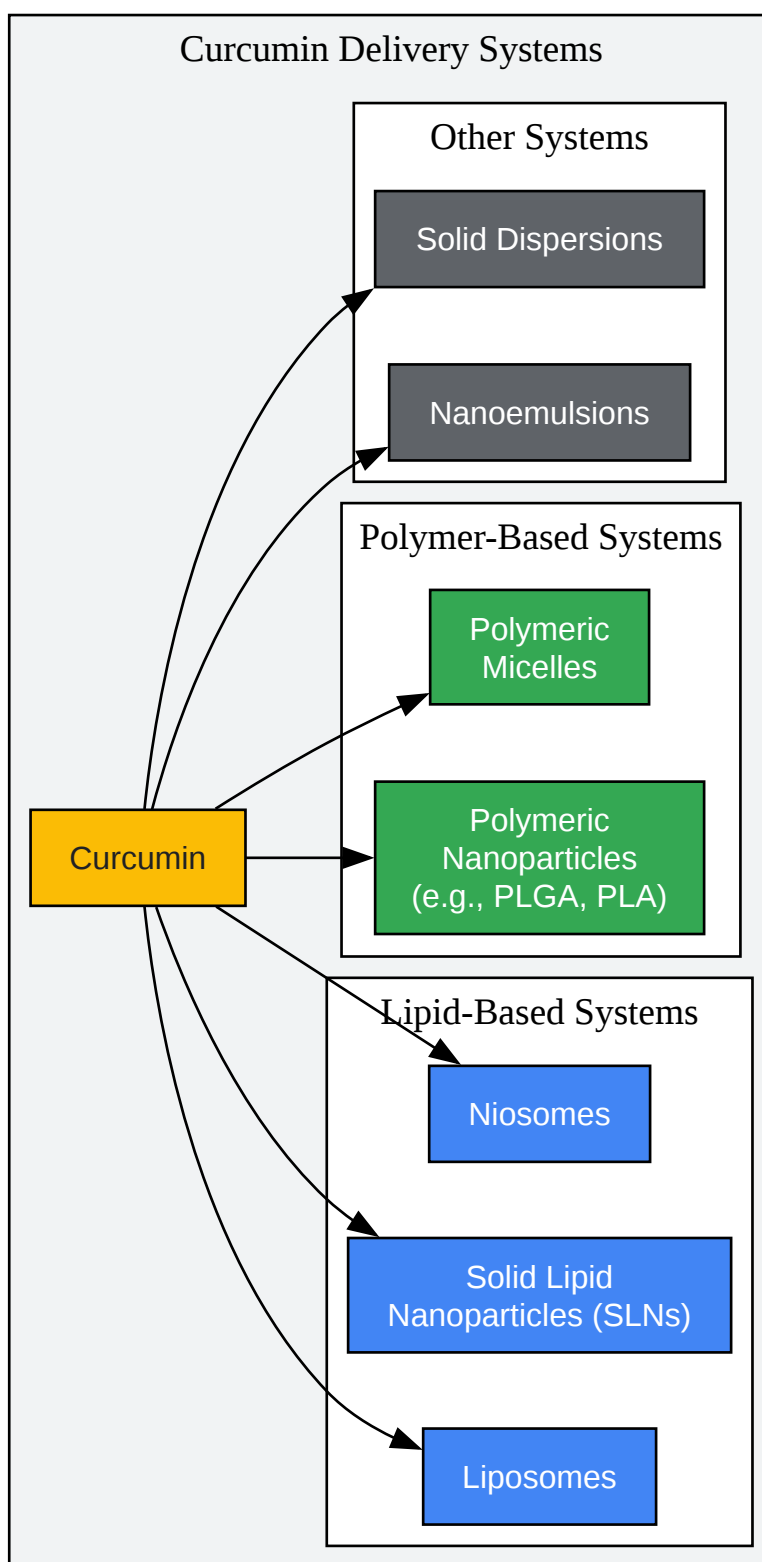 Curcumin Delivery Systems
Other Systems
Solid Dispersions
Nanoemulsions
Polymer-Based Systems
Polymeric
Micelles
Curcumin
Polymeric
Nanoparticles
(e.g., PLGA, PLA)
Lipid-Based Systems
Niosomes
Solid Lipid
Nanoparticles (SLNs)
Liposomes